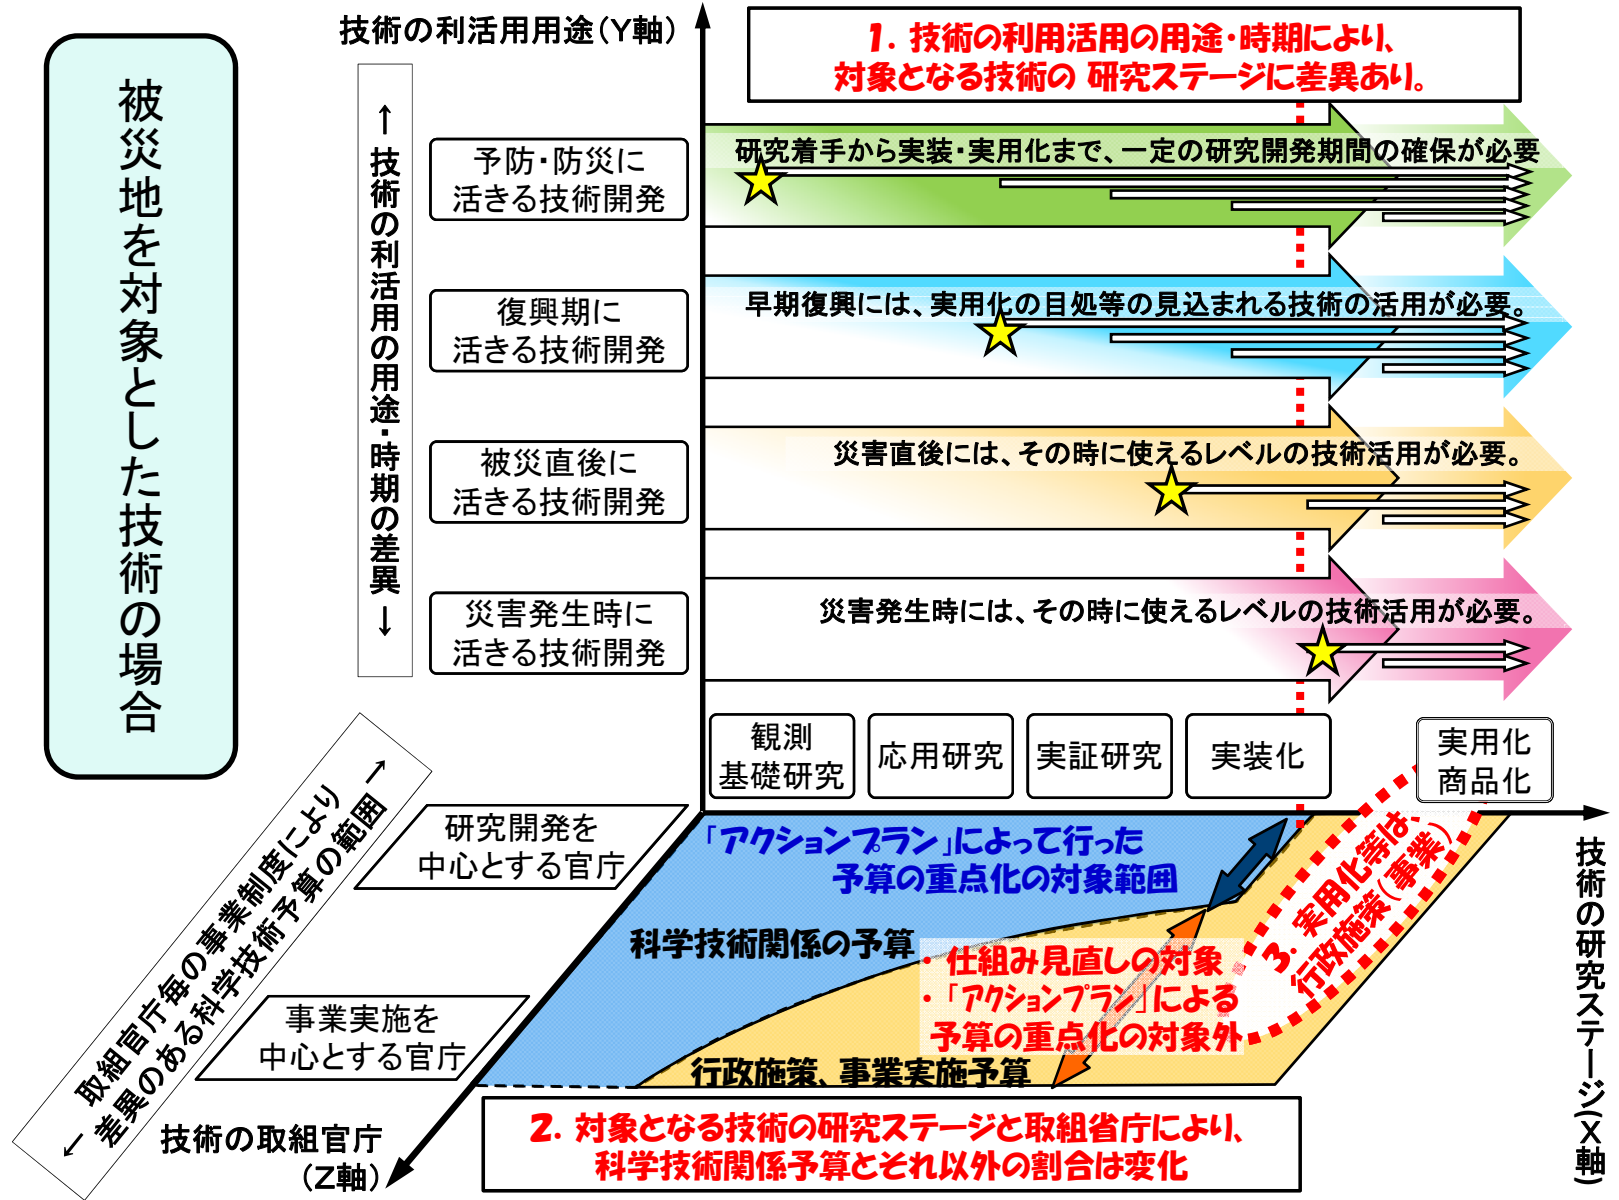 被災地を対象とした技術の場合
技術の利活用用途(Y軸)
1. 技術の利用活用の用途・時期により、
対象となる技術の 研究ステージに差異あり。
← 技術の利活用の用途・時期の差異 →
予防・防災に
活きる技術開発
研究着手から実装・実用化まで、一定の研究開発期間の確保が必要
復興期に
活きる技術開発
早期復興には、実用化の目処等の見込まれる技術の活用が必要。
被災直後に
活きる技術開発
災害直後には、その時に使えるレベルの技術活用が必要。
災害発生時に
活きる技術開発
災害発生時には、その時に使えるレベルの技術活用が必要。
観測
基礎研究
応用研究
実証研究
実装化
実用化
商品化
取組官庁毎の事業制度により
← 差異のある科学技術予算の範囲 →
研究開発を
中心とする官庁
事業実施を
中心とする官庁
技術の取組官庁
(Z軸)
「アクションプラン」によって行った
予算の重点化の対象範囲
科学技術関係の予算
・ 仕組み見直しの対象
・「アクションプラン」による
予算の重点化の対象外
行政施策、事業実施予算
3. 実用化等は、
行政施策(事業)
技術の研究ステージ(X軸)
2. 対象となる技術の研究ステージと取組省庁により、
科学技術関係予算とそれ以外の割合は変化